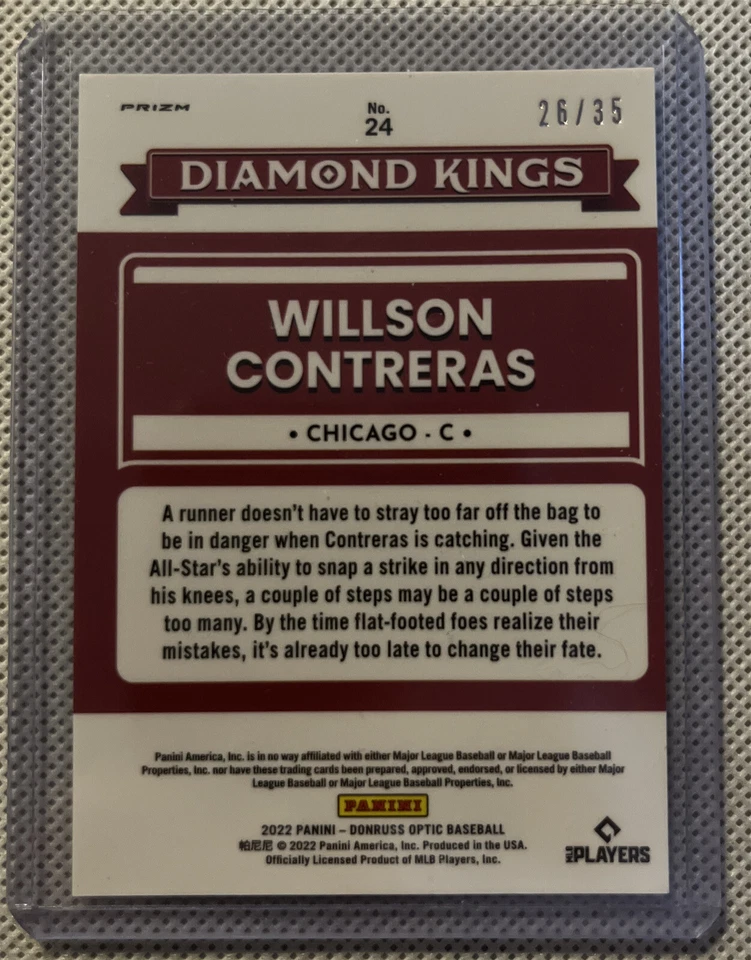 PRIZM
No.
24
26/35
DIAMOND KINGS
WILLSON
CONTRERAS
• CHICAGO - C •
A runner doesn't have to stray too far off the bag to
be in danger when Contreras is catching. Given the
All-Star's ability to snap a strike in any direction from
his knees, a couple of steps may be a couple of steps
too many. By the time flat-footed foes realize their
mistakes, it's already too late to change their fate.
Panini America, Inc. is in no way affiliated with either Major League Baseball or Major League Baseball
Properties, Inc. nor have these trading cards been prepared, approved, endorsed, or licensed by either Major
League Baseball or Major League Baseball Properties, Inc.
PANINI
2022 PANINI – DONRUSS OPTIC BASEBALL
帕尼尼 © 2022 Panini America, Inc. Produced in the USA.
Officially Licensed Product of MLB Players, Inc.
MLB PLAYERS